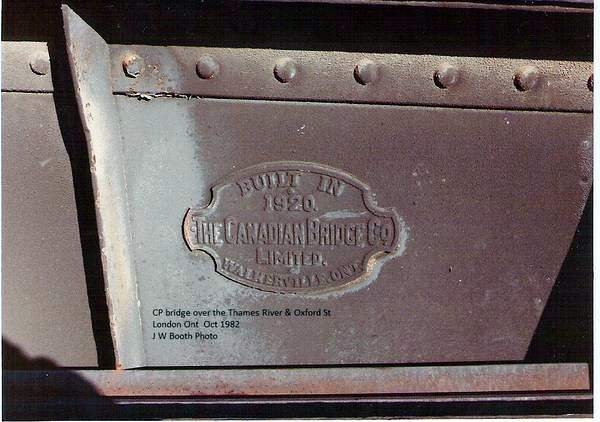 BUILT IN
1920.
THE CANADIAN BRIDGE CO
LIMITED.
WALKERVILLE, ONT.
CP bridge over the Thames River & Oxford St
London Ont Oct 1982
J W Booth Photo